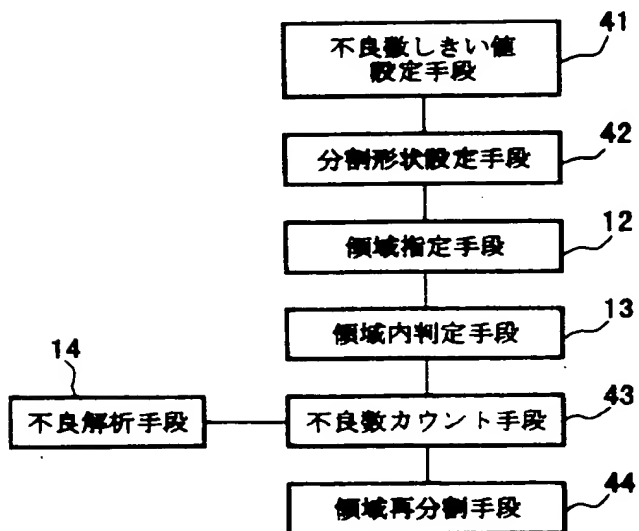 41
不良数しきい値
設定手段
42
分割形状設定手段
12
領域指定手段
13
領域内判定手段
14
43
不良解析手段
不良数カウント手段
44
領域再分割手段